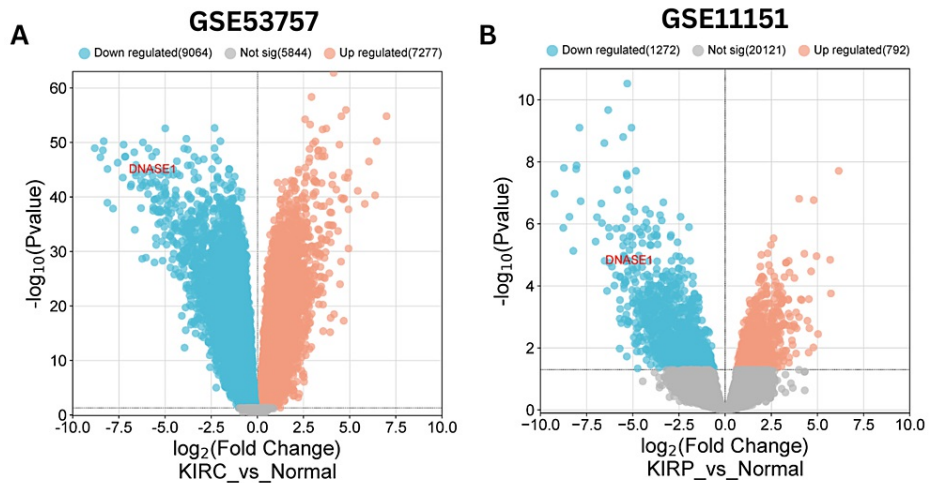 GSE53757
GSE11151
A
Down regulated(9064) Not sig(5844) Up regulated(7277)
B
Down regulated(1272) Not sig(20121) Up regulated(792)
60
50
40
30
20
10
0
-log10(Pvalue)
DNASE1
-10.0 -7.5 -5.0 -2.5 0.0 2.5 5.0 7.5 10.0
log2(Fold Change)
KIRC_vs_Normal
10
8
6
4
2
0
-log10(Pvalue)
DNASE1
−10.0 −7.5 −5.0 −2.5 0.0 2.5 5.0 7.5 10.0
log2(Fold Change)
KIRP_vs_Normal